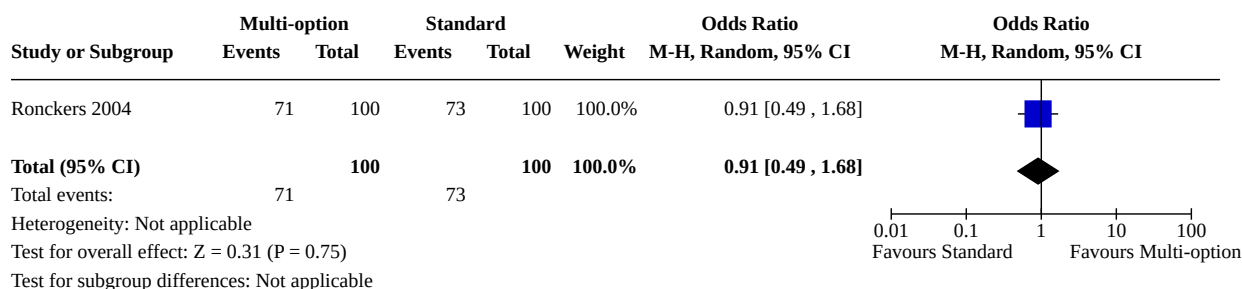 Multi-option Standard Odds Ratio Odds Ratio
Study or Subgroup Events Total Events Total Weight M-H, Random, 95% CI M-H, Random, 95% CI
Ronckers 2004 71 100 73 100 100.0% 0.91 [0.49 , 1.68]
Total (95% CI) 100 100 100.0% 0.91 [0.49 , 1.68]
Total events: 71 73
Heterogeneity: Not applicable
0.01 0.1 1 10 100
Test for overall effect: Z = 0.31 (P = 0.75)
Favours Standard Favours Multi-option
Test for subgroup differences: Not applicable